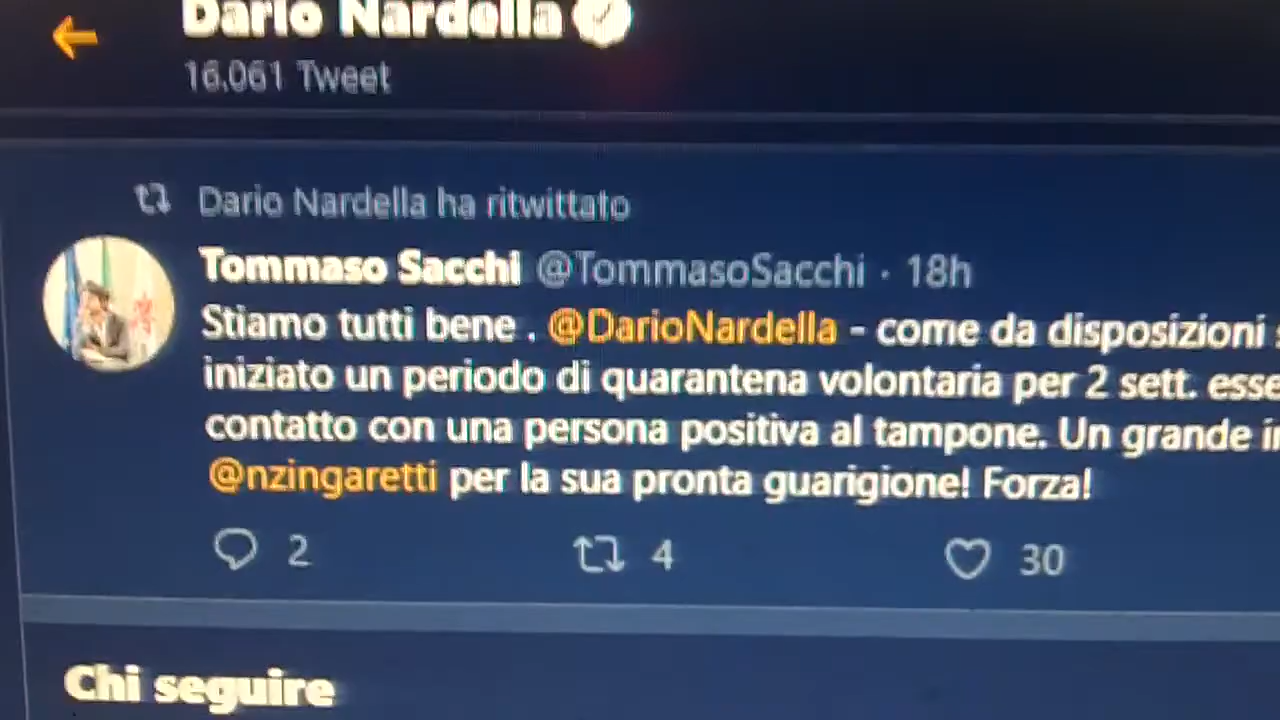 Dario Nardella
16.061 Tweet
Dario Nardella ha ritwittato
Tommaso Sacchi @TommasoSacchi · 18h
Stiamo tutti bene . @DarioNardella - come da disposizioni
iniziato un periodo di quarantena volontaria per 2 sett. esse
contatto con una persona positiva al tampone. Un grande in
@nzingaretti per la sua pronta guarigione! Forza!
2 4 30
Chi seguire